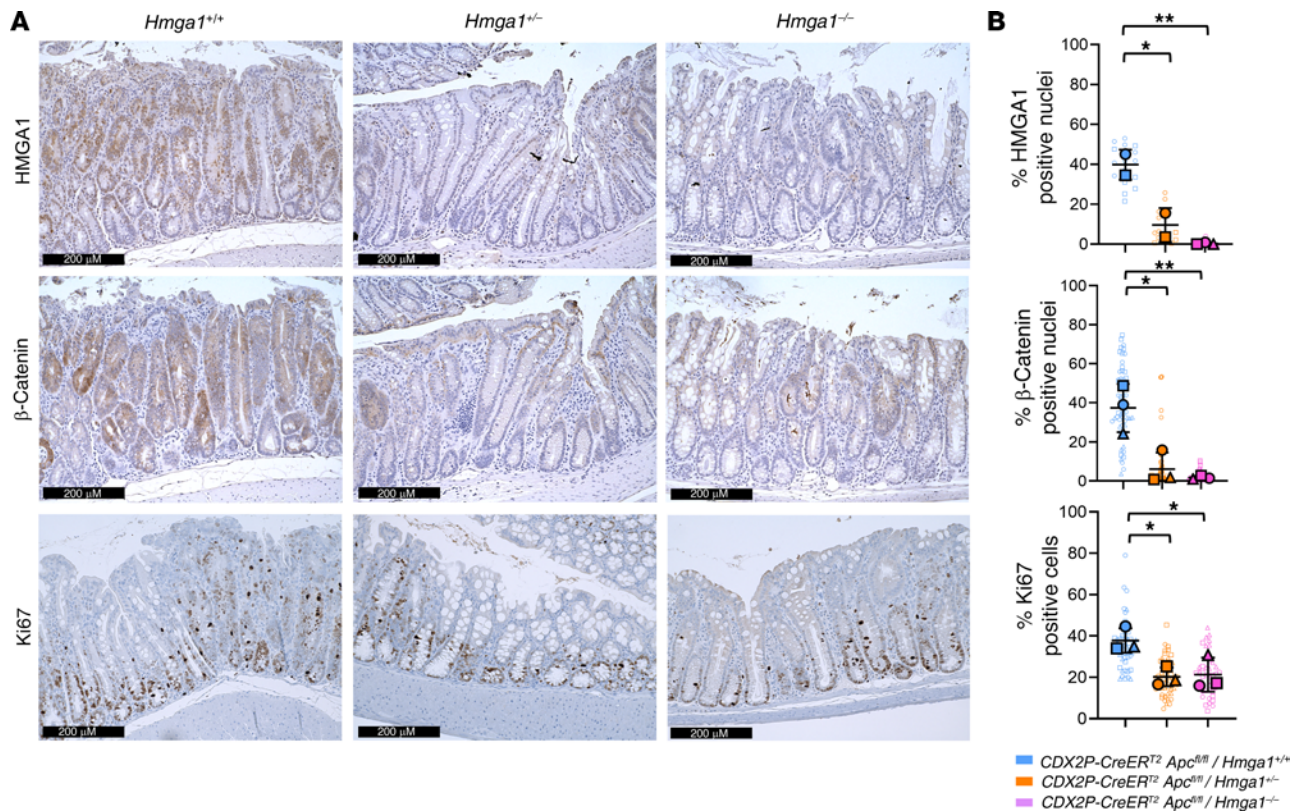 A
Hmga1+/+
Hmga1+/−
Hmga1−/−
HMGA1
200 µM
200 µM
200 µM
β-Catenin
200 µM
200 µM
200 µM
Ki67
200 µM
200 µM
200 µM
B
**
*
% HMGA1
positive nuclei
100
80
60
40
20
0
**
*
% β-Catenin
positive nuclei
100
80
60
40
20
0
*
*
% Ki67
positive cells
100
80
60
40
20
0
CDX2P-CreERT2 Apcfl/fl / Hmga1+/+
CDX2P-CreERT2 Apcfl/fl / Hmga1+/−
CDX2P-CreERT2 Apcfl/fl / Hmga1−/−